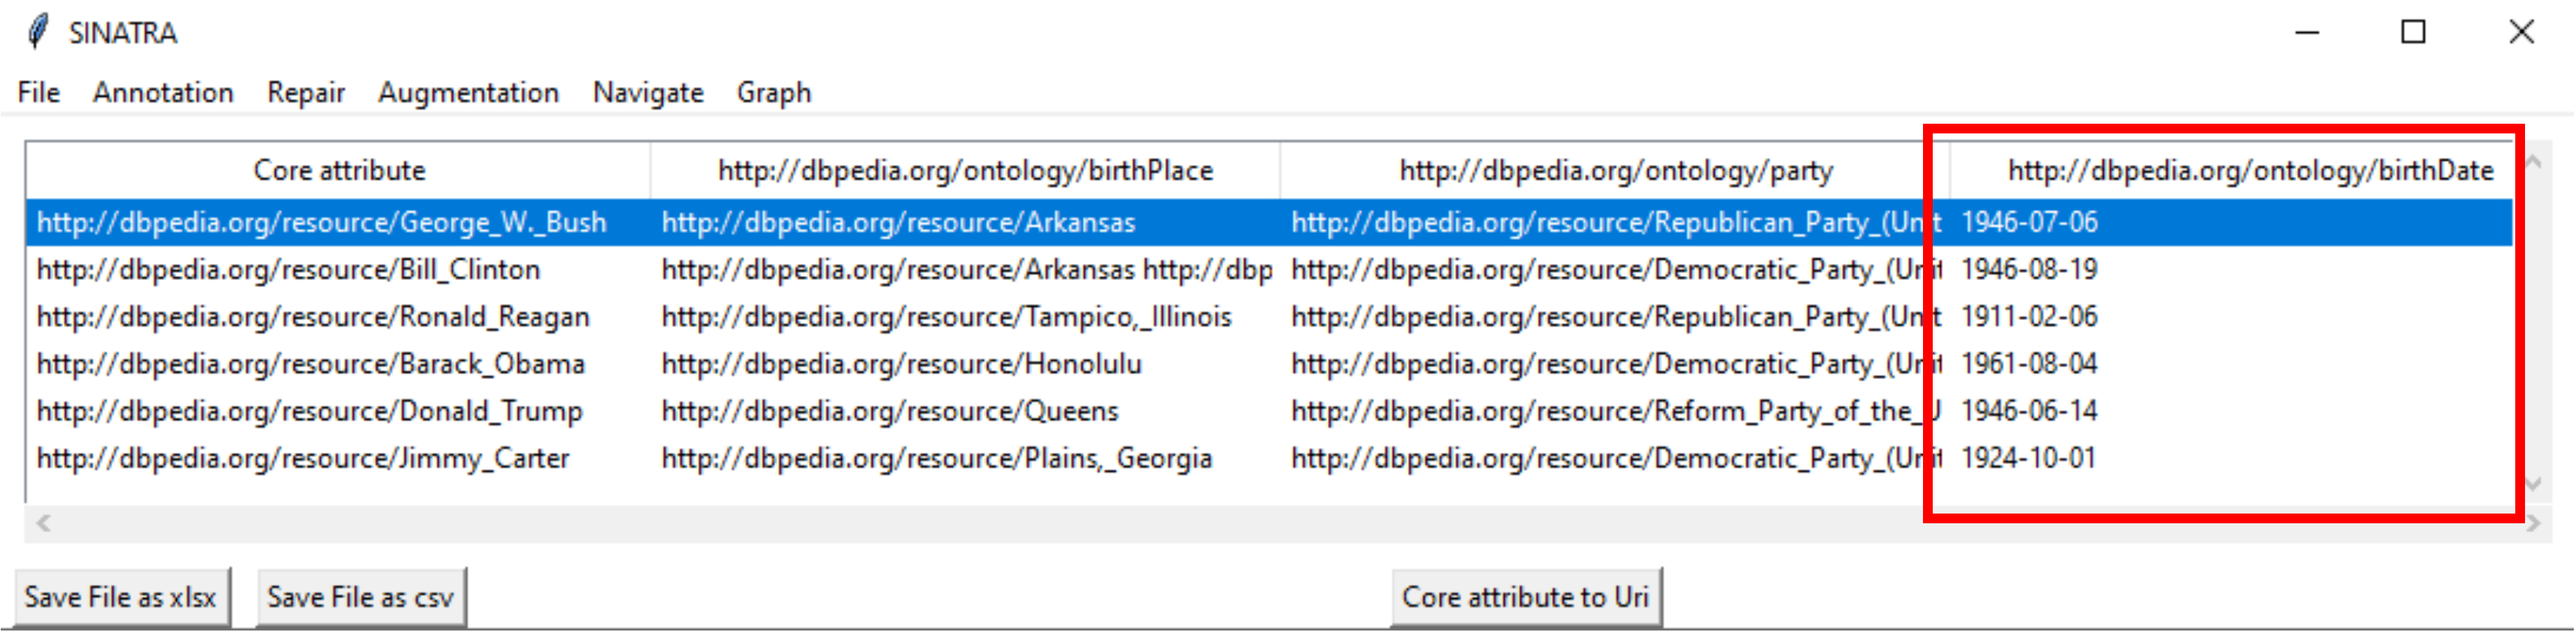 SINATRA
File Annotation Repair Augmentation Navigate Graph
Core attribute http://dbpedia.org/ontology/birthPlace http://dbpedia.org/ontology/party http://dbpedia.org/ontology/birthDate
http://dbpedia.org/resource/George_W._Bush http://dbpedia.org/resource/Arkansas http://dbpedia.org/resource/Republican_Party_(Unit 1946-07-06
http://dbpedia.org/resource/Bill_Clinton http://dbpedia.org/resource/Arkansas http://dbp http://dbpedia.org/resource/Democratic_Party_(Unit 1946-08-19
http://dbpedia.org/resource/Ronald_Reagan http://dbpedia.org/resource/Tampico,_Illinois http://dbpedia.org/resource/Republican_Party_(Unit 1911-02-06
http://dbpedia.org/resource/Barack_Obama http://dbpedia.org/resource/Honolulu http://dbpedia.org/resource/Democratic_Party_(Unit 1961-08-04
http://dbpedia.org/resource/Donald_Trump http://dbpedia.org/resource/Queens http://dbpedia.org/resource/Reform_Party_of_the_U 1946-06-14
http://dbpedia.org/resource/Jimmy_Carter http://dbpedia.org/resource/Plains,_Georgia http://dbpedia.org/resource/Democratic_Party_(Unit 1924-10-01
Save File as xlsx Save File as csv Core attribute to Uri